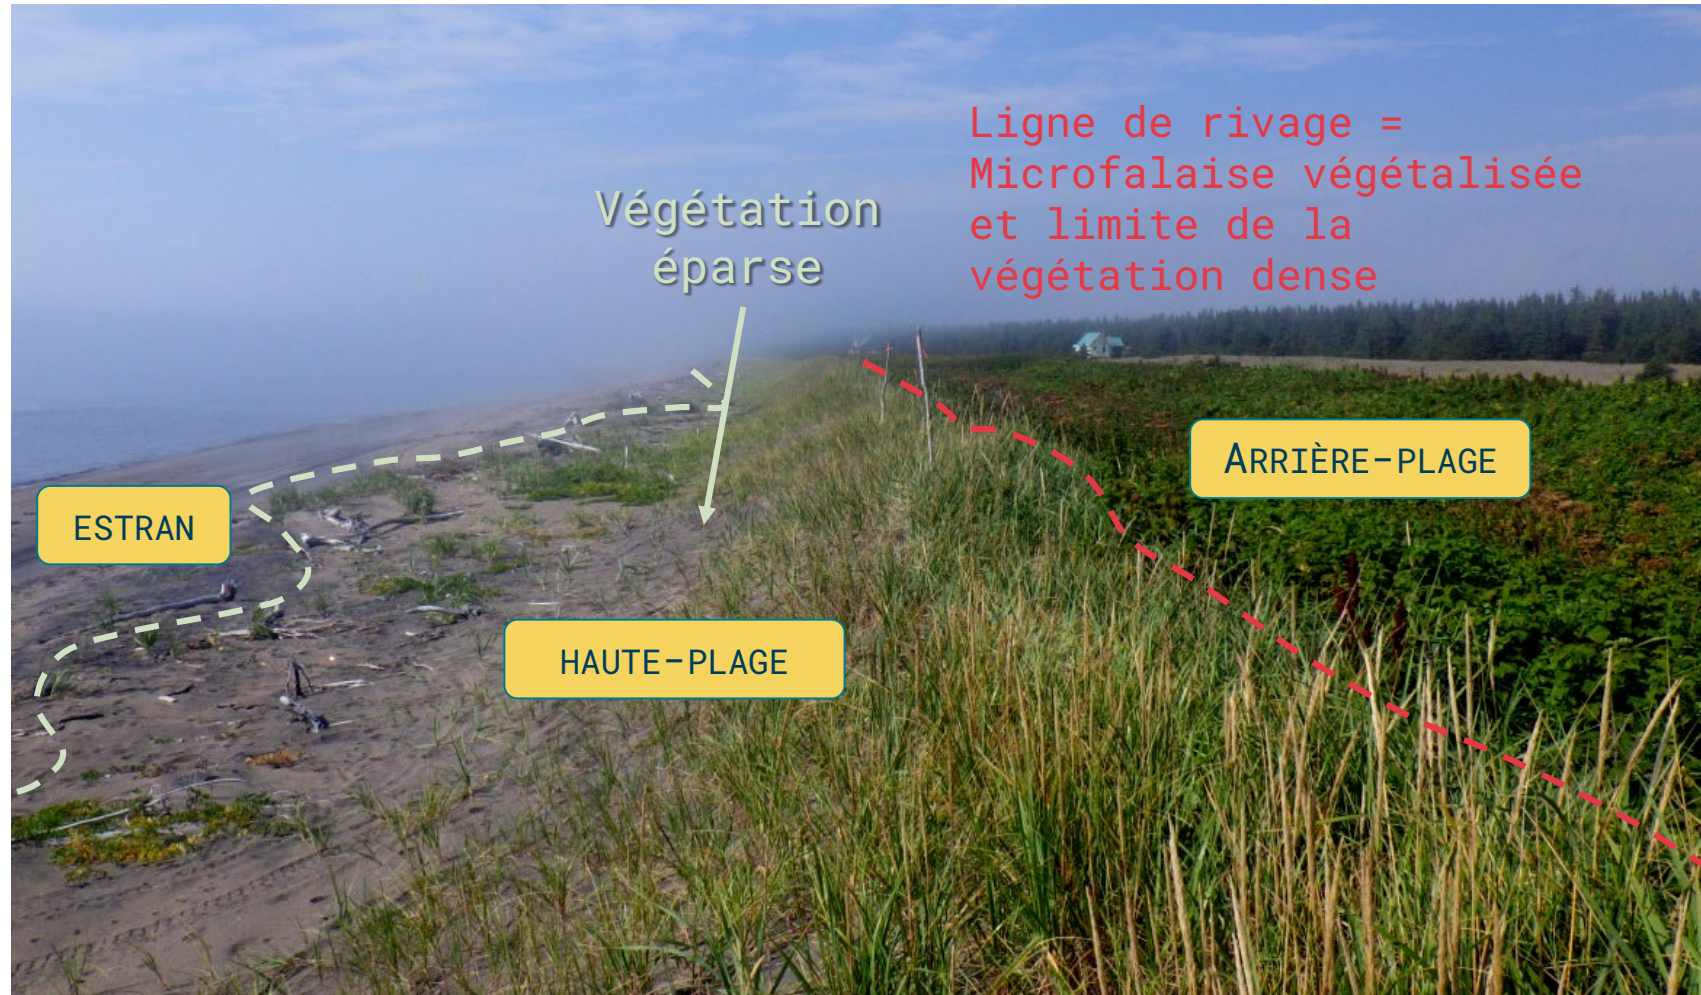 Ligne de rivage =
Microfalaise végétalisée
et limite de la
végétation dense
Végétation
éparse
ARRIÈRE-PLAGE
ESTRAN
HAUTE-PLAGE